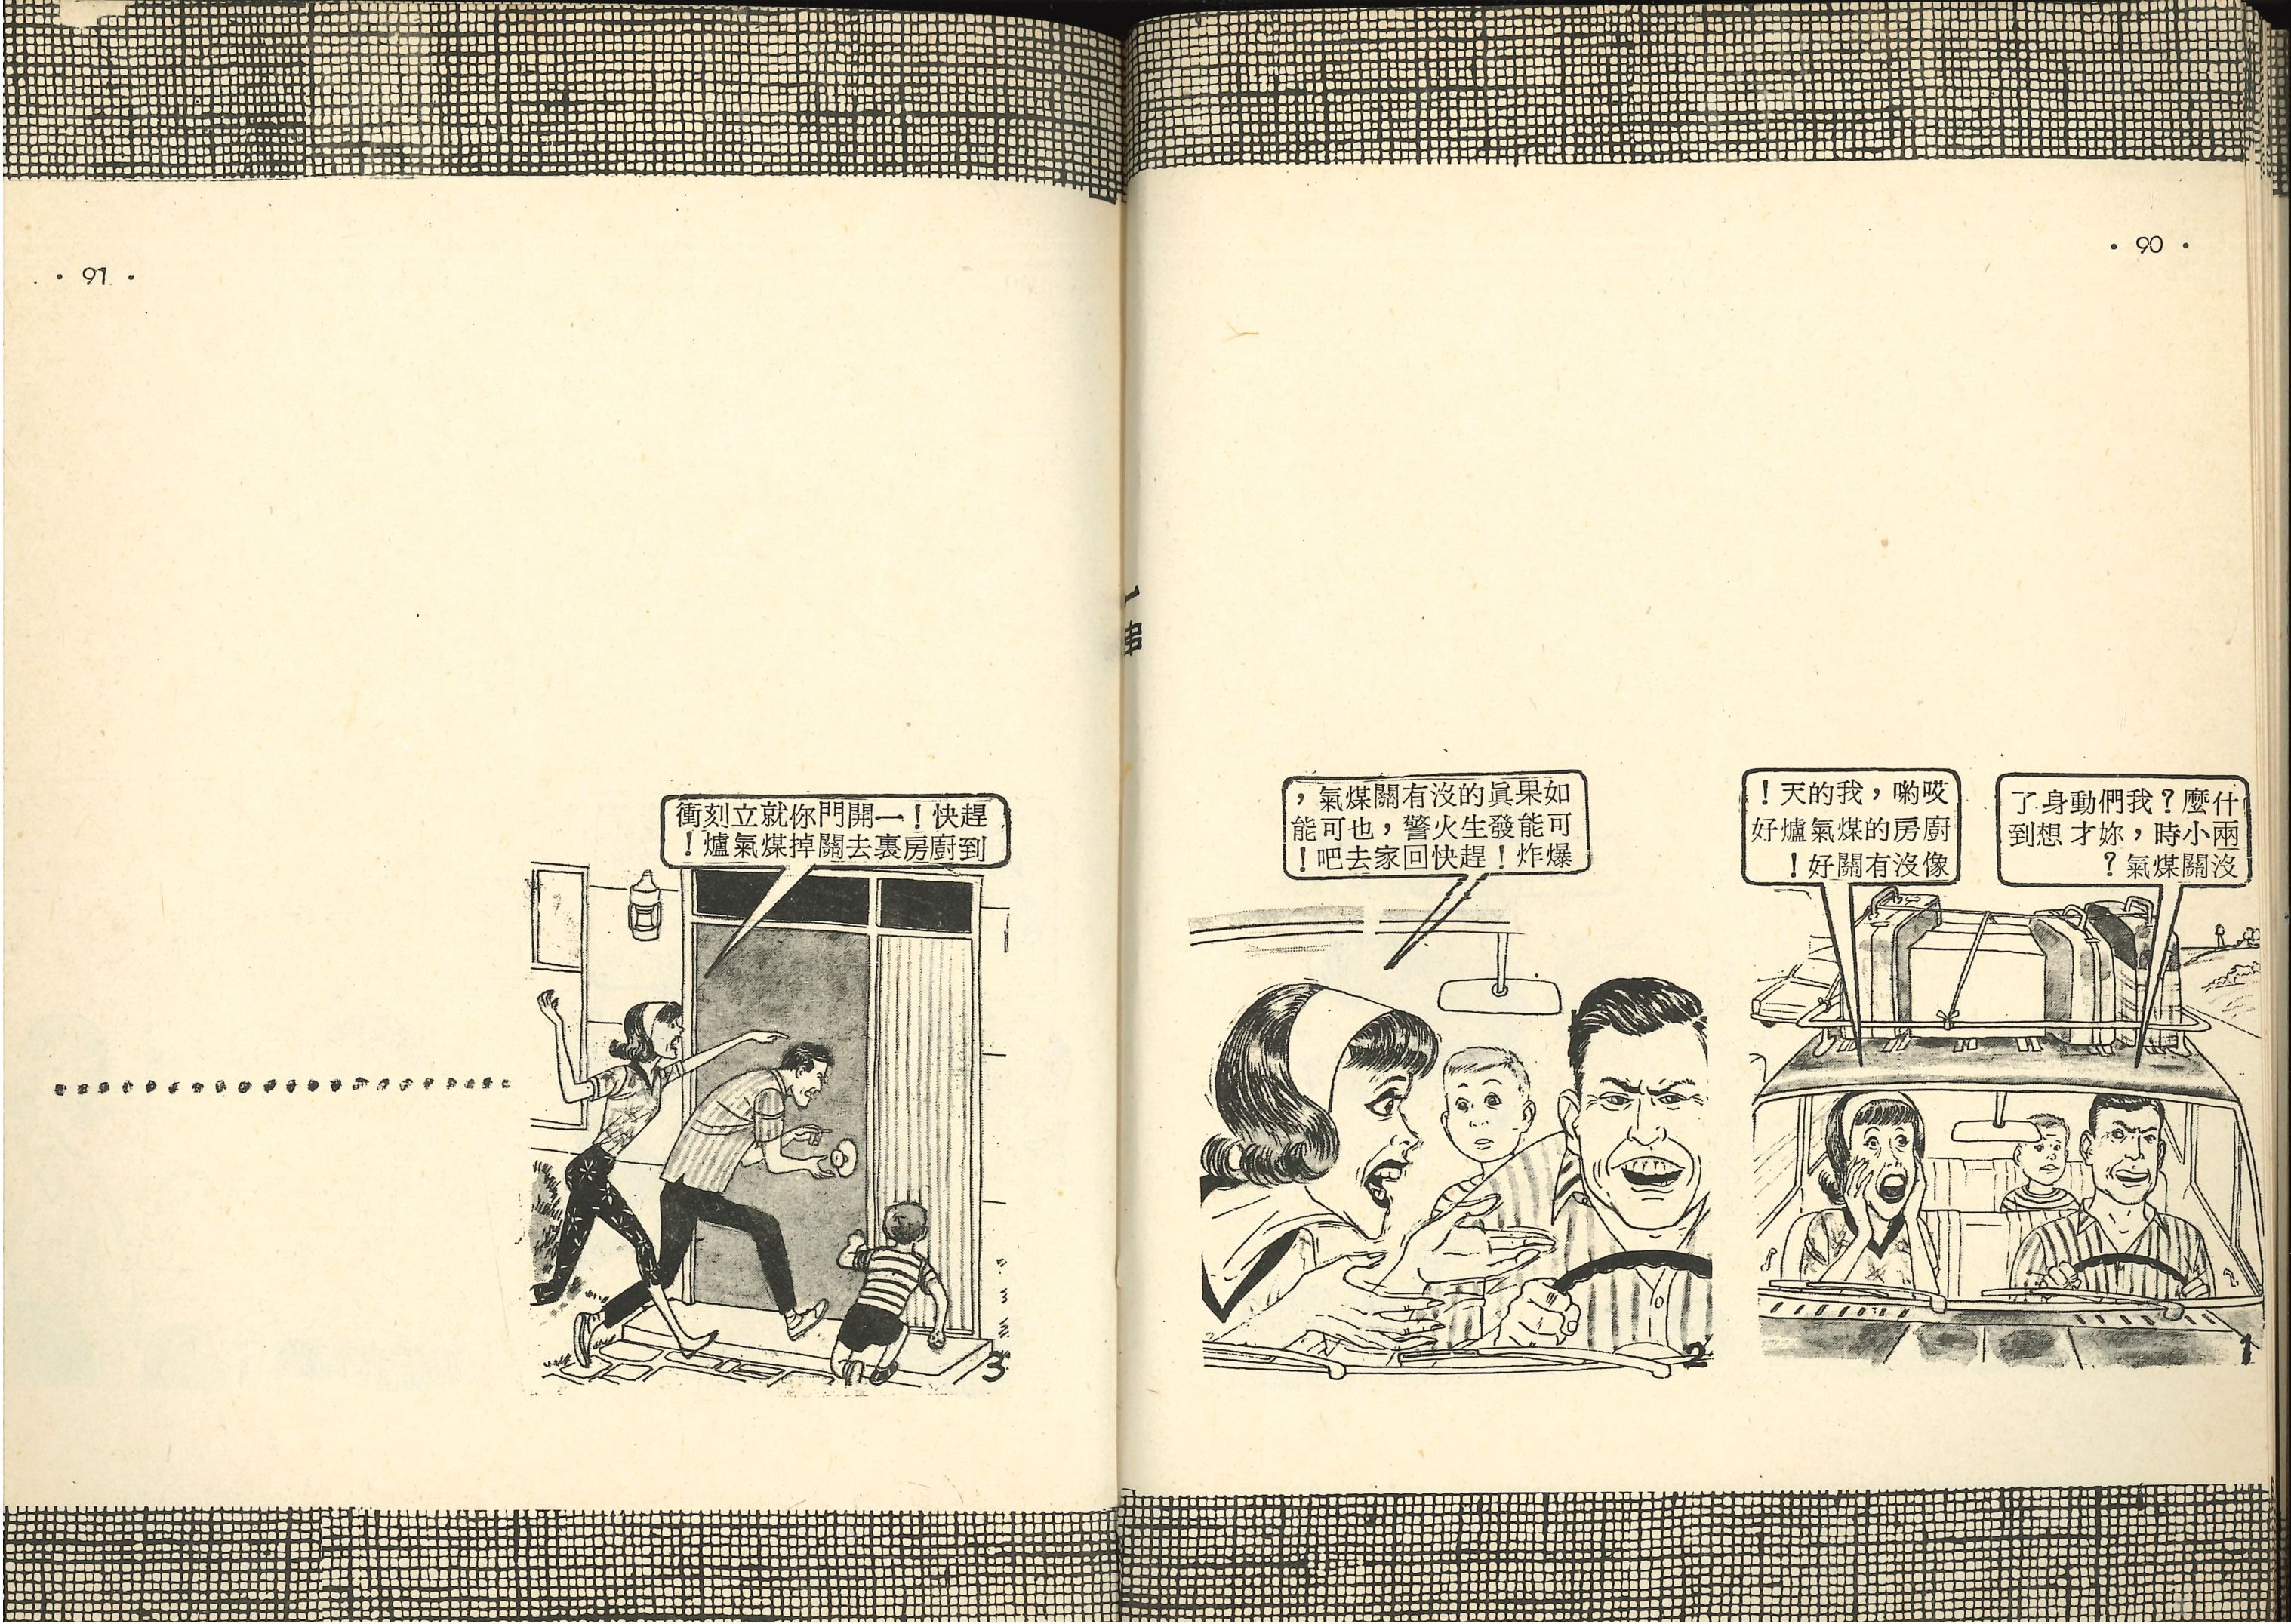 · 90 ·
哎喲，我的天！
廚房的煤氣爐好
像沒有關好！
什麼？我們動身了
兩小時，妳才想到
沒關煤氣？
1
如果眞的沒有關煤氣，
可能發生火警，也可能
爆炸！趕快回家去吧！
2
· 91 ·
趕快！一開門你就立刻衝
到廚房裏去關掉煤氣爐！
3